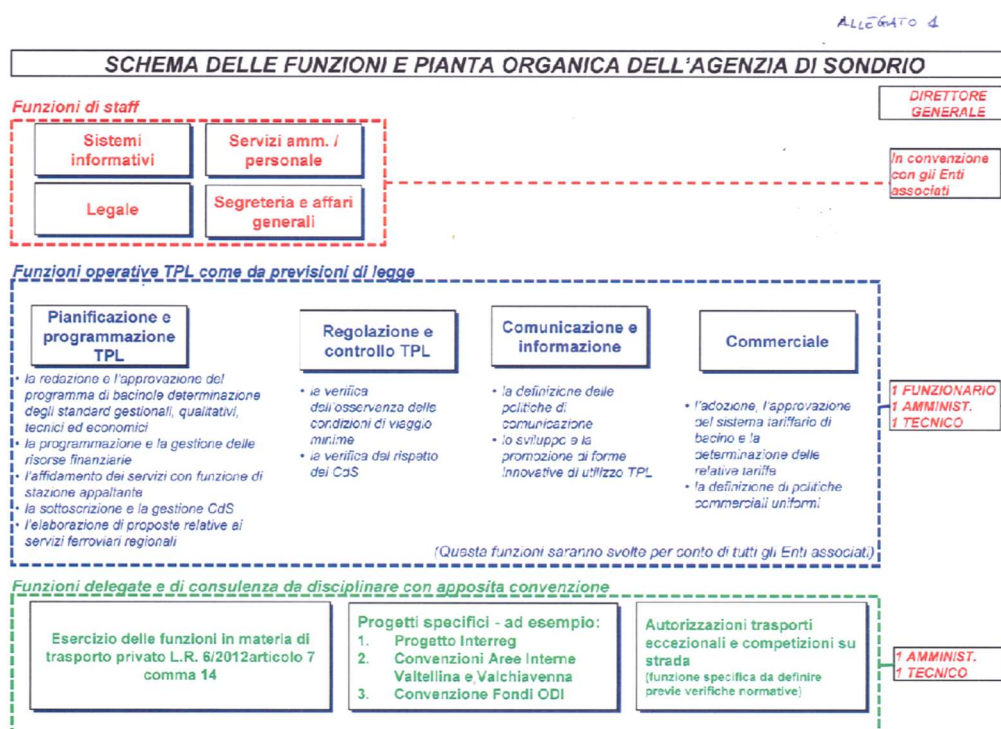 ALLEGATO 1
SCHEMA DELLE FUNZIONI E PIANTA ORGANICA DELL'AGENZIA DI SONDRIO
DIRETTORE
GENERALE
Funzioni di staff
Sistemi
informativi
Servizi amm. /
personale
Legale
Segreteria e affari
generali
In convenzione
con gli Enti
associati
Funzioni operative TPL come da previsioni di legge
Pianificazione e
programmazione
TPL
• la redazione e l'approvazione del
programma di bacinole determinazione
degli standard gestionali, qualitativi,
tecnici ed economici
• la programmazione e la gestione delle
risorse finanziarie
• l'affidamento dei servizi con funzione di
stazione appaltante
• la sottoscrizione e la gestione CdS
• l'elaborazione di proposte relative ai
servizi ferroviari regionali
Regolazione e
controllo TPL
• la verifica
dell'osservanza delle
condizioni di viaggio
minime
• la verifica del rispetto
dei CdS
Comunicazione e
informazione
• la definizione delle
politiche di
comunicazione
• lo sviluppo e la
promozione di forme
innovative di utilizzo TPL
Commerciale
• l'adozione, l'approvazione
del sistema tariffario di
bacino e la
determinazione delle
relative tariffe
• la definizione di politiche
commerciali uniformi
(Questa funzioni saranno svolte per conto di tutti gli Enti associati)
1 FUNZIONARIO
1 AMMINIST.
1 TECNICO
Funzioni delegate e di consulenza da disciplinare con apposita convenzione
Esercizio delle funzioni in materia di
trasporto privato L.R. 6/2012articolo 7
comma 14
Progetti specifici - ad esempio:
1. Progetto Interreg
2. Convenzioni Aree Interne
Valtellina e Valchiavenna
3. Convenzione Fondi ODI
Autorizzazioni trasporti
eccezionali e competizioni su
strada
(funzione specifica da definire
previe verifiche normative)
1 AMMINIST.
1 TECNICO